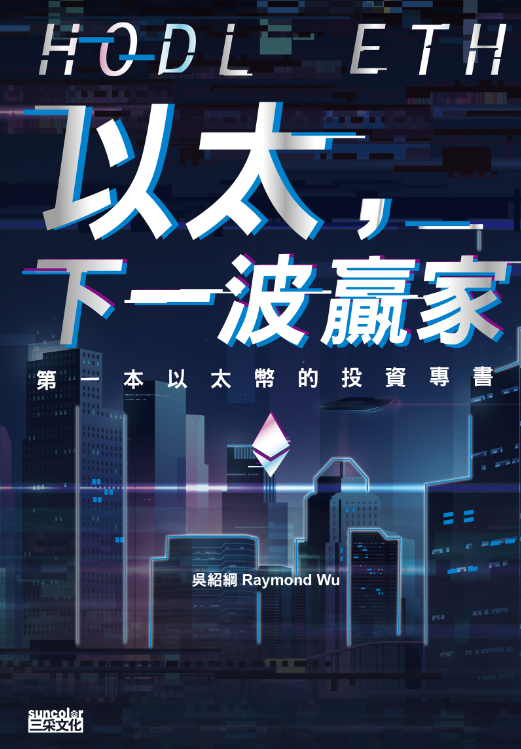 HODL ETH
以太，
下一波贏家
第一本以太幣的投資專書
吳紹綱 Raymond Wu
suncolor
三采文化